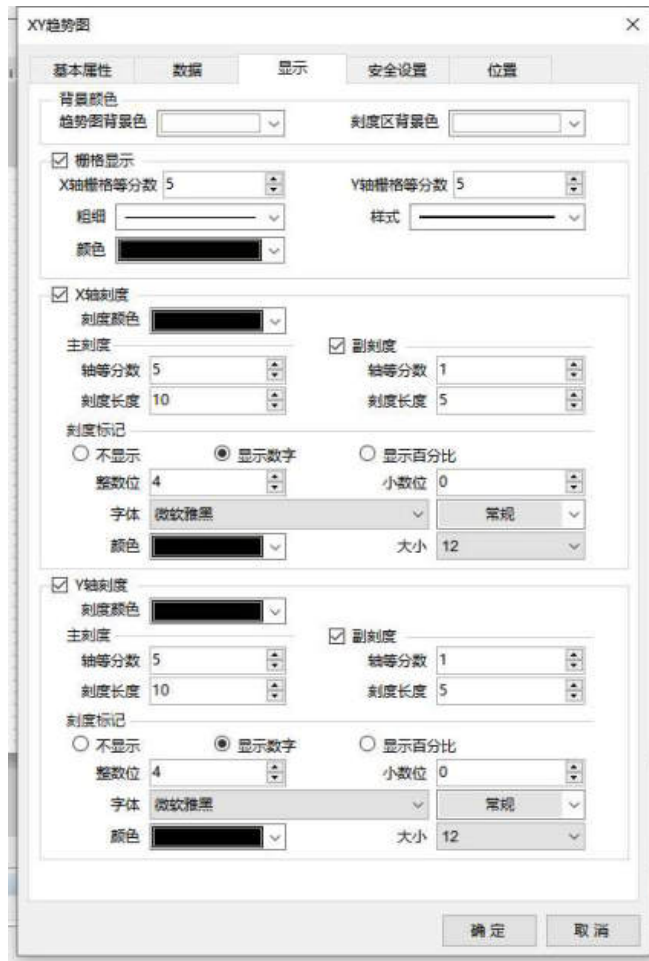 XY趋势图
基本属性 数据 显示 安全设置 位置
背景颜色
趋势图背景色 刻度区背景色
栅格显示
X轴栅格等分数 5 Y轴栅格等分数 5
粗细 样式
颜色
X轴刻度
刻度颜色
主刻度 副刻度
轴等分数 5 轴等分数 1
刻度长度 10 刻度长度 5
刻度标记
不显示 显示数字 显示百分比
整数位 4 小数位 0
字体 微软雅黑 常规
颜色 大小 12
Y轴刻度
刻度颜色
主刻度 副刻度
轴等分数 5 轴等分数 1
刻度长度 10 刻度长度 5
刻度标记
不显示 显示数字 显示百分比
整数位 4 小数位 0
字体 微软雅黑 常规
颜色 大小 12
确定 取消